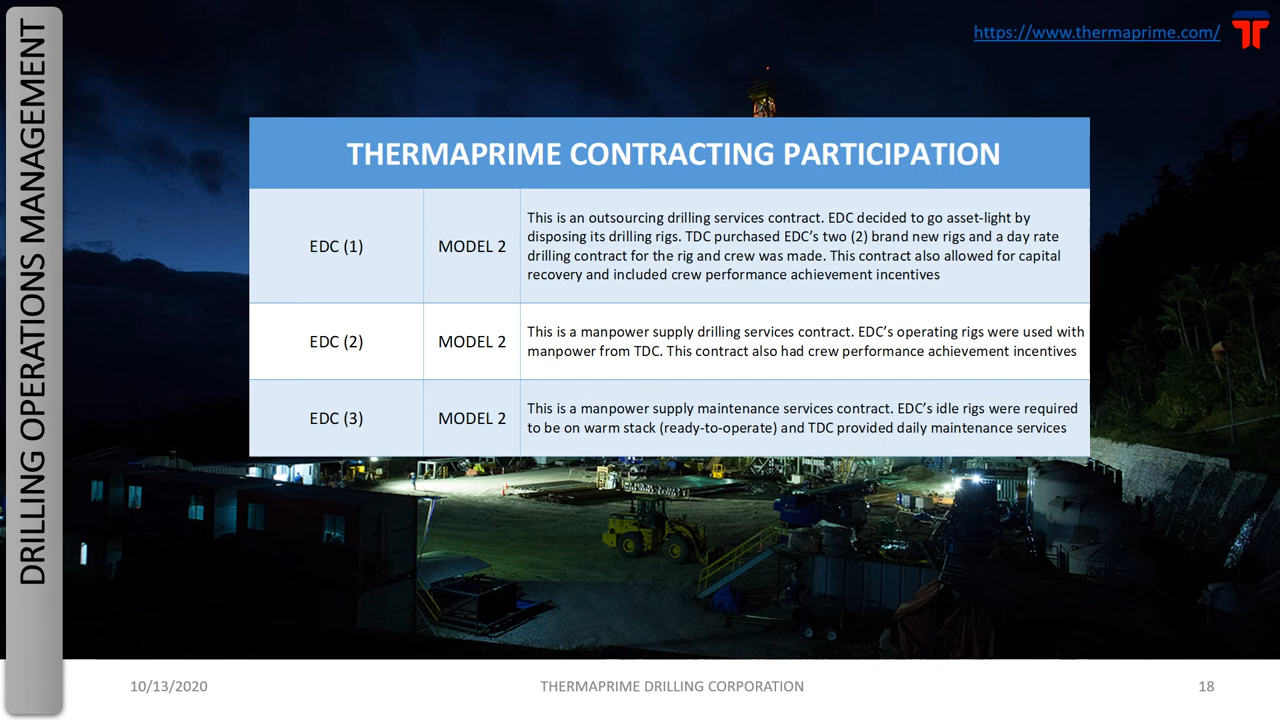 DRILLING OPERATIONS MANAGEMENT
https://www.thermaprime.com/
THERMAPRIME CONTRACTING PARTICIPATION
EDC (1)
MODEL 2
This is an outsourcing drilling services contract. EDC decided to go asset-light by
disposing its drilling rigs. TDC purchased EDC's two (2) brand new rigs and a day rate
drilling contract for the rig and crew was made. This contract also allowed for capital
recovery and included crew performance achievement incentives
EDC (2)
MODEL 2
This is a manpower supply drilling services contract. EDC's operating rigs were used with
manpower from TDC. This contract also had crew performance achievement incentives
EDC (3)
MODEL 2
This is a manpower supply maintenance services contract. EDC's idle rigs were required
to be on warm stack (ready-to-operate) and TDC provided daily maintenance services
10/13/2020
THERMAPRIME DRILLING CORPORATION
18